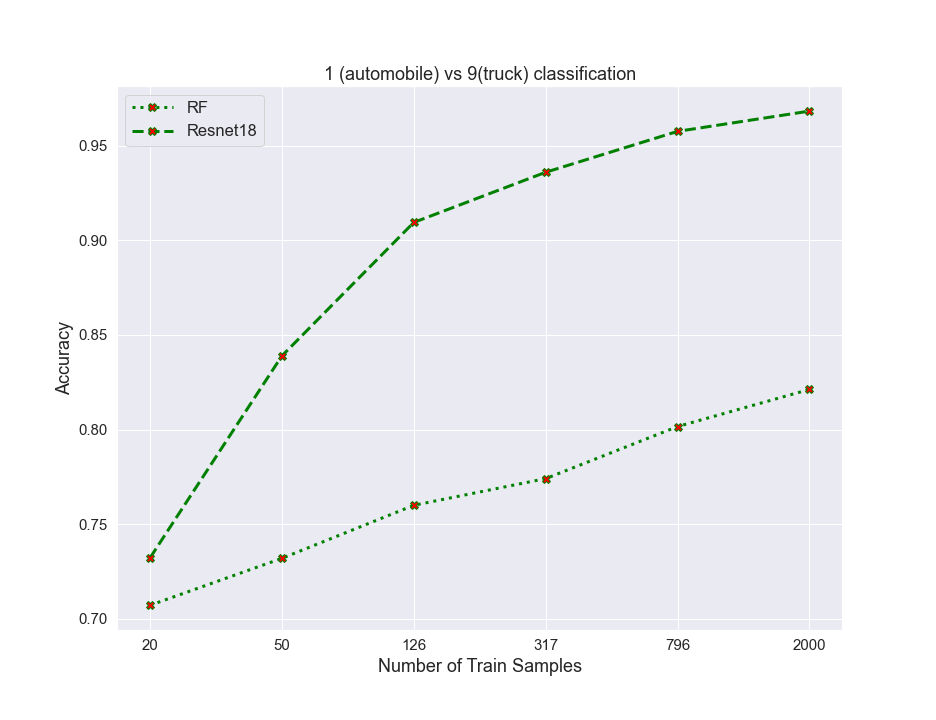 1 (automobile) vs 9(truck) classification
RF
Resnet18
0.95
0.90
0.85
0.80
0.75
0.70
Accuracy
20 50 126 317 796 2000
Number of Train Samples